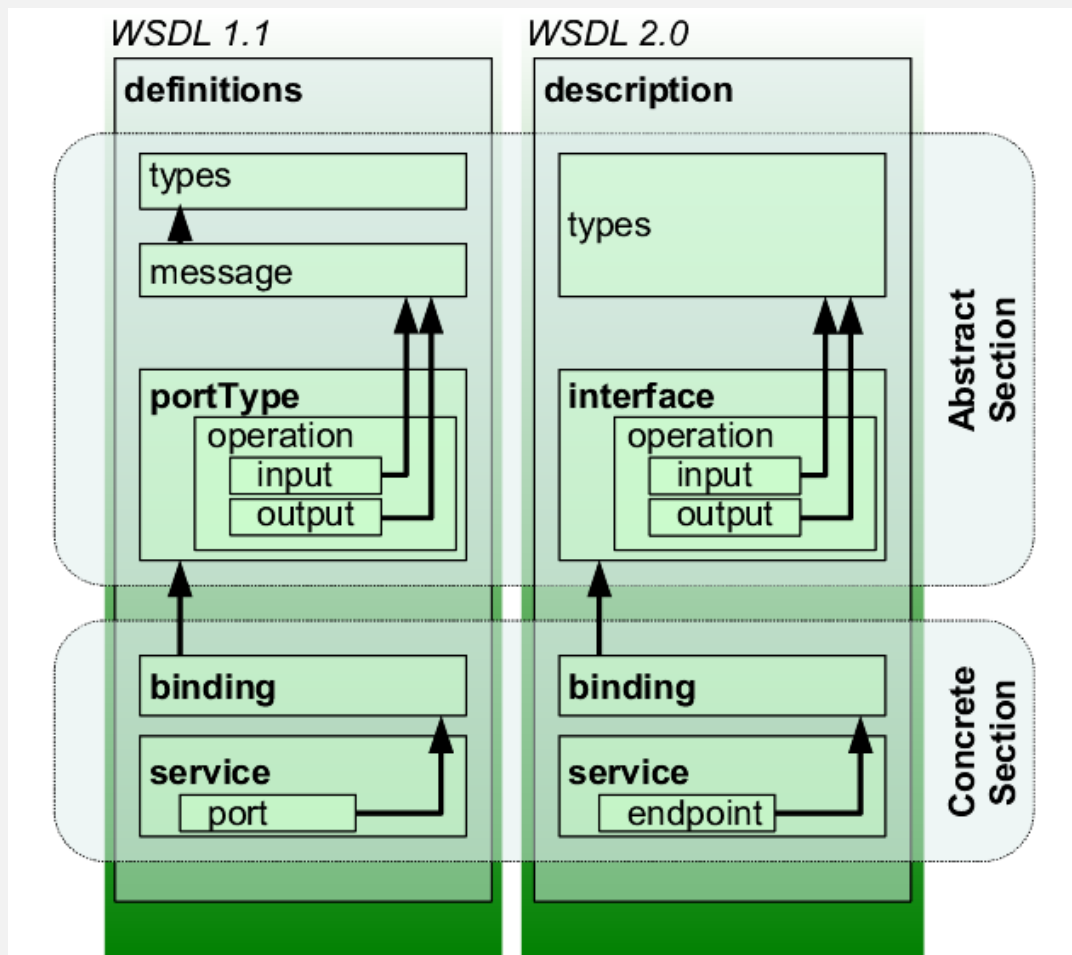 WSDL 1.1
definitions
types
message
portType
operation
input
output
binding
service
port
WSDL 2.0
description
types
interface
operation
input
output
binding
service
endpoint
Abstract
Section
Concrete
Section